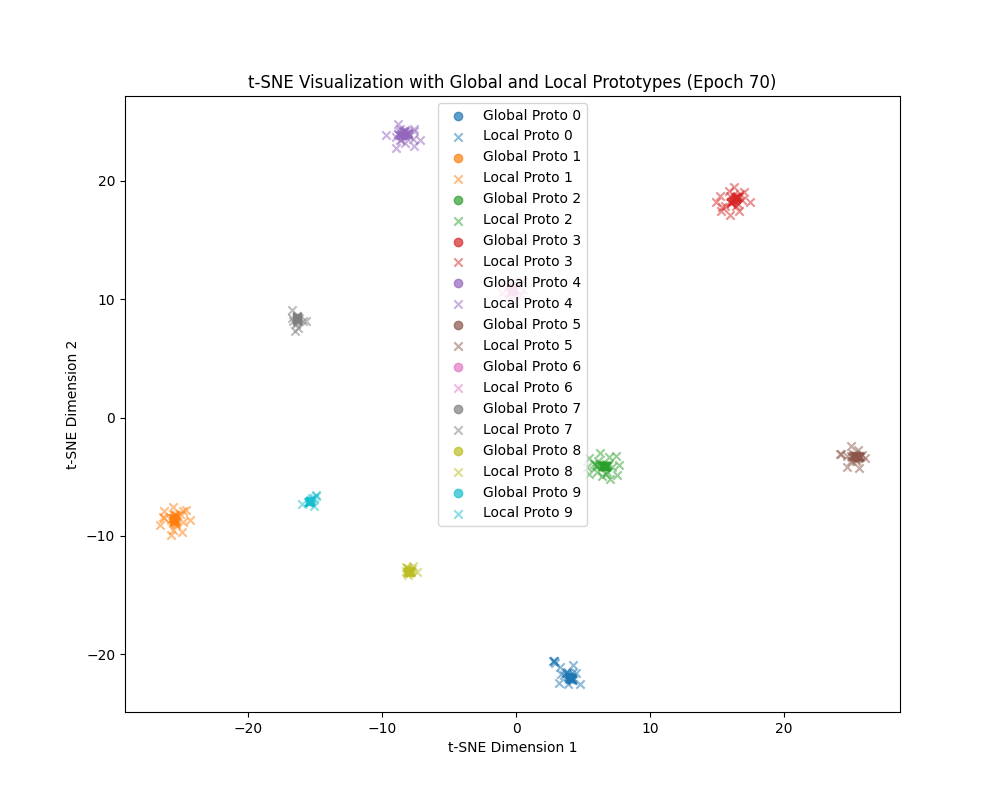 t-SNE Visualization with Global and Local Prototypes (Epoch 70)
Global Proto 0
Local Proto 0
Global Proto 1
Local Proto 1
Global Proto 2
Local Proto 2
Global Proto 3
Local Proto 3
Global Proto 4
Local Proto 4
Global Proto 5
Local Proto 5
Global Proto 6
Local Proto 6
Global Proto 7
Local Proto 7
Global Proto 8
Local Proto 8
Global Proto 9
Local Proto 9
t-SNE Dimension 2
20
10
0
−10
−20
−20
−10
0
10
20
t-SNE Dimension 1